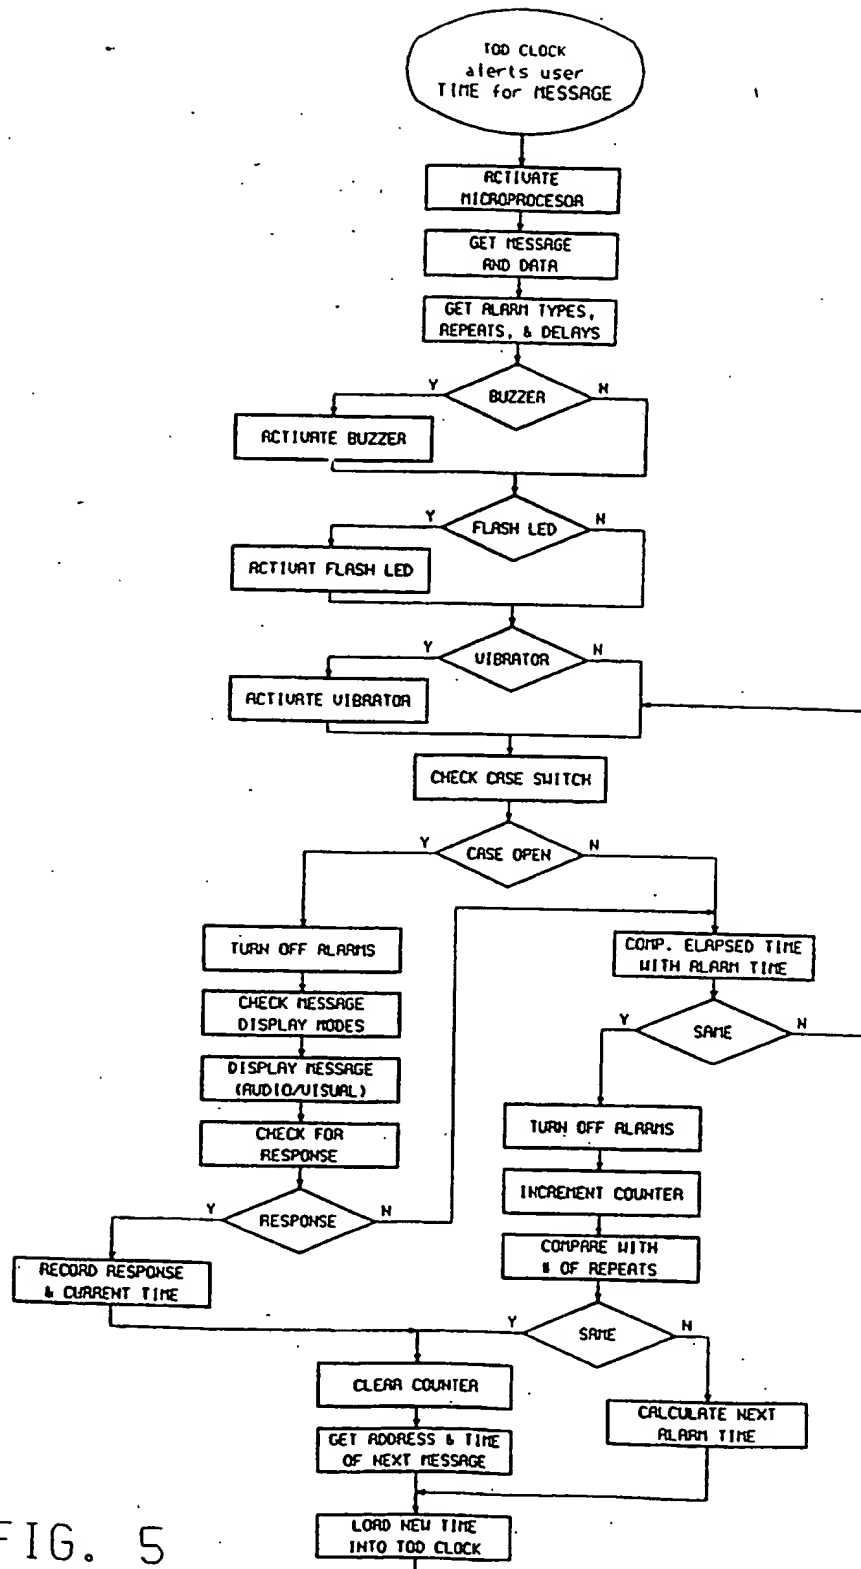 TOD CLOCK
alerts user
TIME for MESSAGE
ACTIVATE
MICROPROCESOR
GET MESSAGE
AND DATA
GET ALARM TYPES,
REPEATS, & DELAYS
Y
BUZZER
N
ACTIVATE BUZZER
Y
FLASH LED
N
ACTIVAT FLASH LED
Y
VIBRATOR
N
ACTIVATE VIBRATOR
CHECK CASE SWITCH
Y
CASE OPEN
N
TURN OFF ALARMS
COMP. ELAPSED TIME
WITH ALARM TIME
CHECK MESSAGE
DISPLAY MODES
Y
SAME
N
DISPLAY MESSAGE
(AUDIO/VISUAL)
TURN OFF ALARMS
CHECK FOR
RESPONSE
INCREMENT COUNTER
Y
RESPONSE
N
COMPARE WITH
# OF REPEATS
RECORD RESPONSE
& CURRENT TIME
Y
SAME
N
CLEAR COUNTER
CALCULATE NEXT
ALARM TIME
GET ADDRESS & TIME
OF NEXT MESSAGE
LOAD NEW TIME
INTO TOD CLOCK
FIG. 5